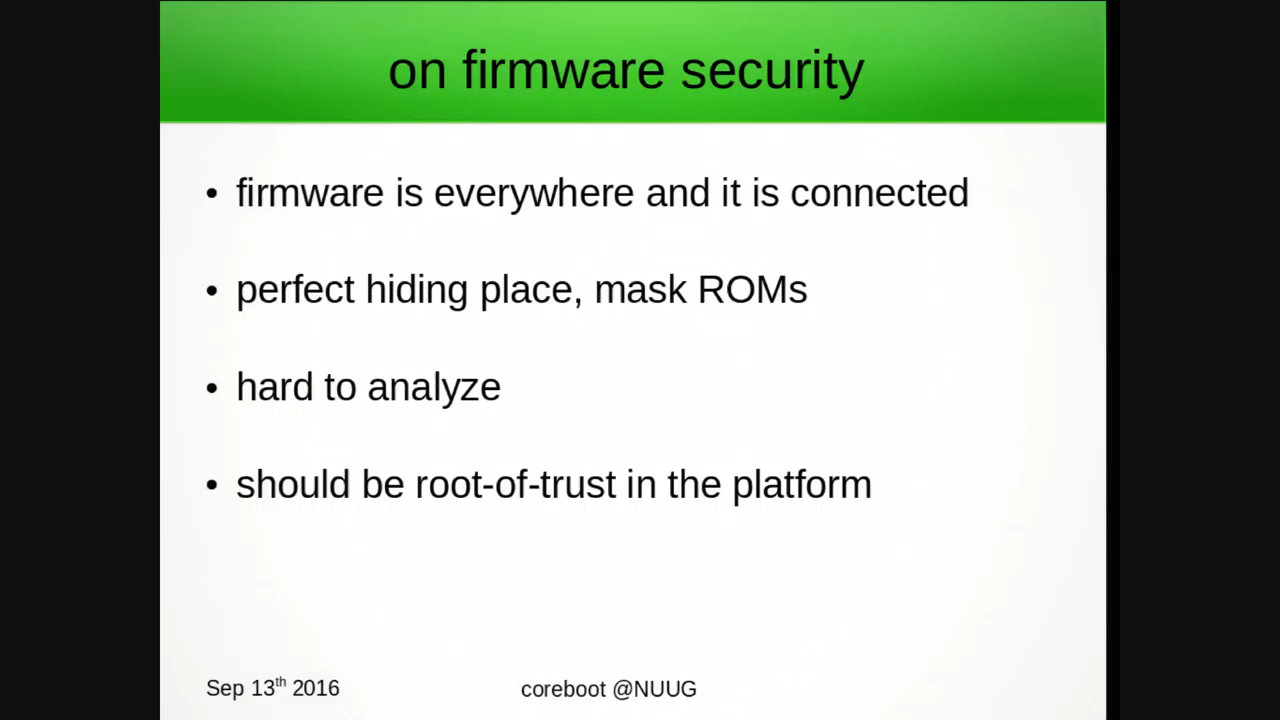 on firmware security
• firmware is everywhere and it is connected
• perfect hiding place, mask ROMs
• hard to analyze
• should be root-of-trust in the platform
Sep 13th 2016
coreboot @NUUG